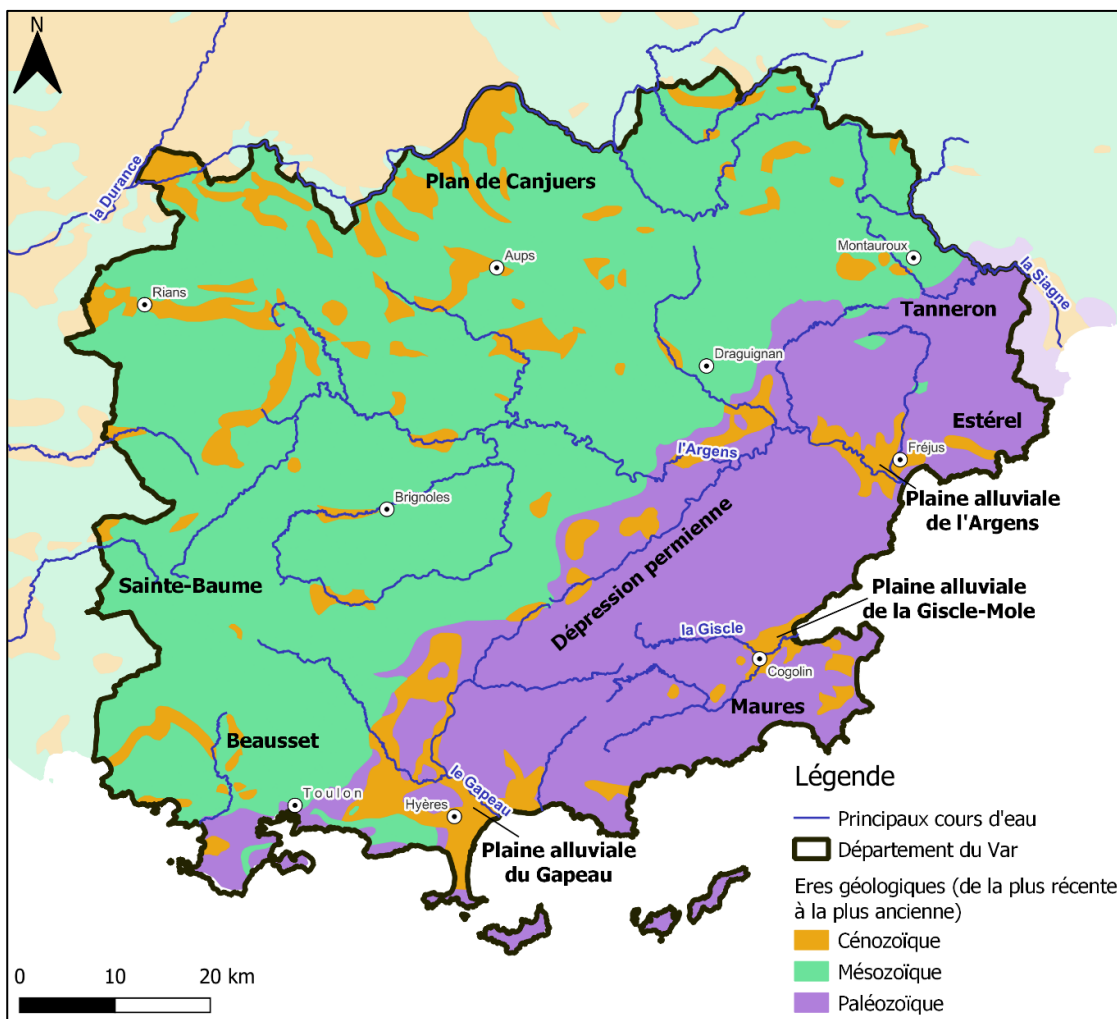 N
la Durance
Plan de Canjuers
Aups
Montauroux
la Siagne
Rians
Tanneron
Draguignan
Estérel
l'Argens
Fréjus
Plaine alluviale
de l'Argens
Brignoles
Dépression permienne
Sainte-Baume
Plaine alluviale
de la Giscle-Mole
la Giscle
Cogolin
Maures
Beausset
Toulon
le Gapeau
Hyères
Plaine alluviale
du Gapeau
Légende
Principaux cours d'eau
Département du Var
Eres géologiques (de la plus récente
à la plus ancienne)
Cénozoïque
Mésozoïque
Paléozoïque
0 10 20 km